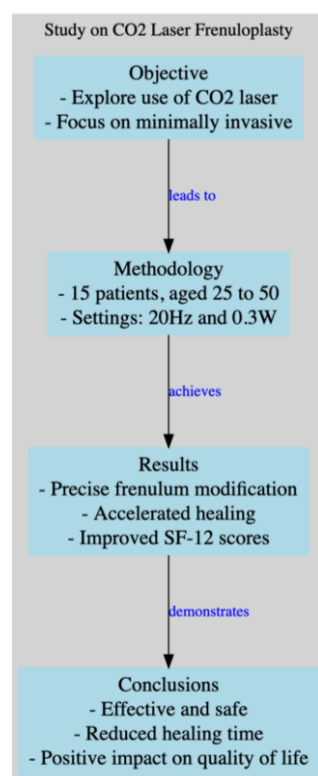 Study on CO2 Laser Frenuloplasty
Objective
- Explore use of CO2 laser
- Focus on minimally invasive
leads to
Methodology
- 15 patients, aged 25 to 50
- Settings: 20Hz and 0.3W
achieves
Results
- Precise frenulum modification
- Accelerated healing
- Improved SF-12 scores
demonstrates
Conclusions
- Effective and safe
- Reduced healing time
- Positive impact on quality of life